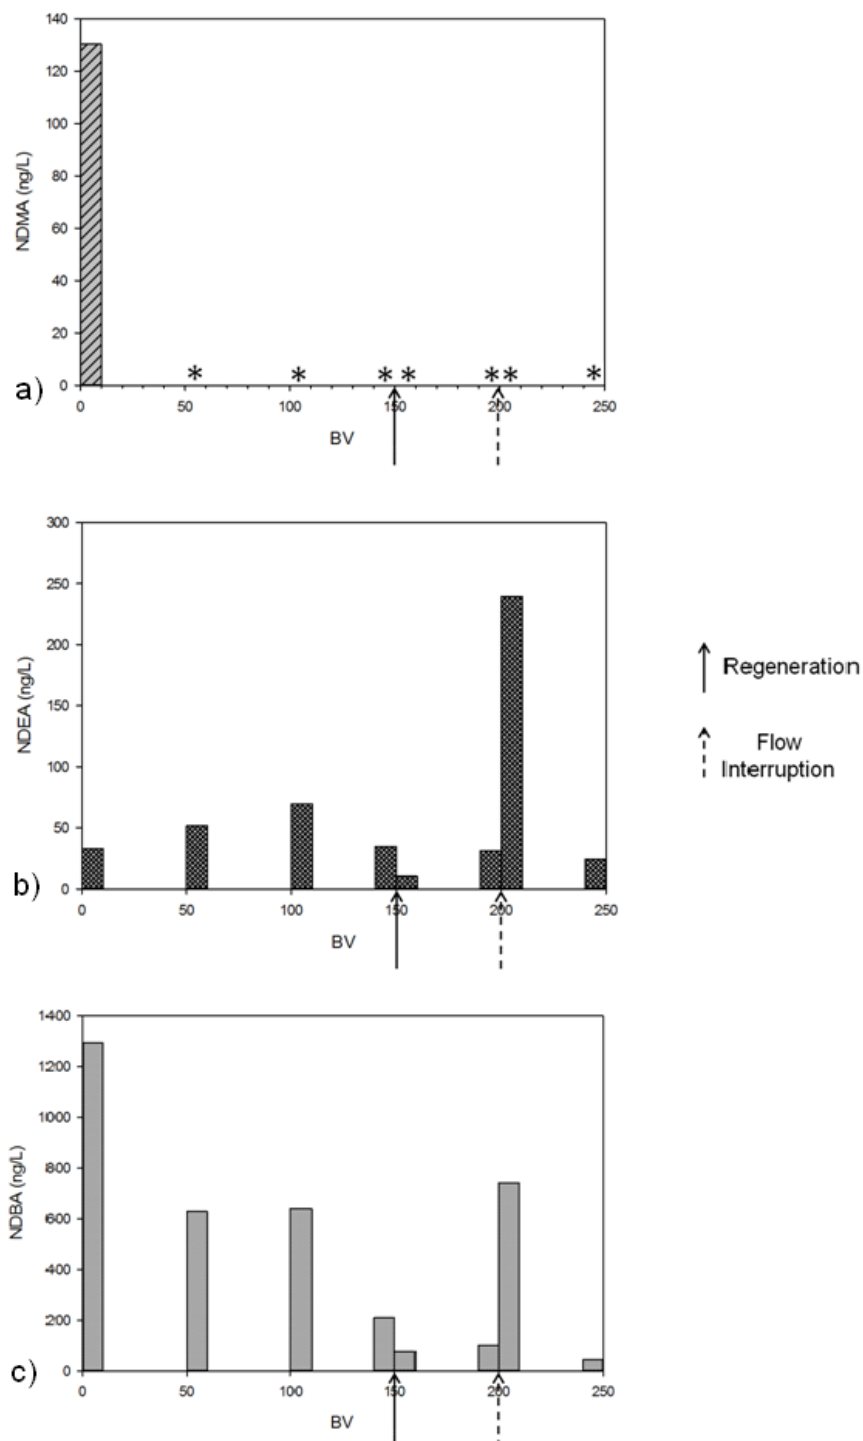 140
120
100
80
60
40
20
0
NDMA (ng/L)
* * * * * * *
0 50 100 150 200 250
BV
a)
300
250
200
150
100
50
0
NDEA (ng/L)
0 50 100 150 200 250
BV
b)
Regeneration
Flow
Interruption
1400
1200
1000
800
600
400
200
0
NDBA (ng/L)
0 50 100 150 200 250
BV
c)